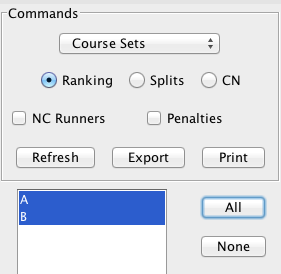 Commands
Course Sets
Ranking Splits CN
NC Runners Penalties
Refresh Export Print
A
B
All
None